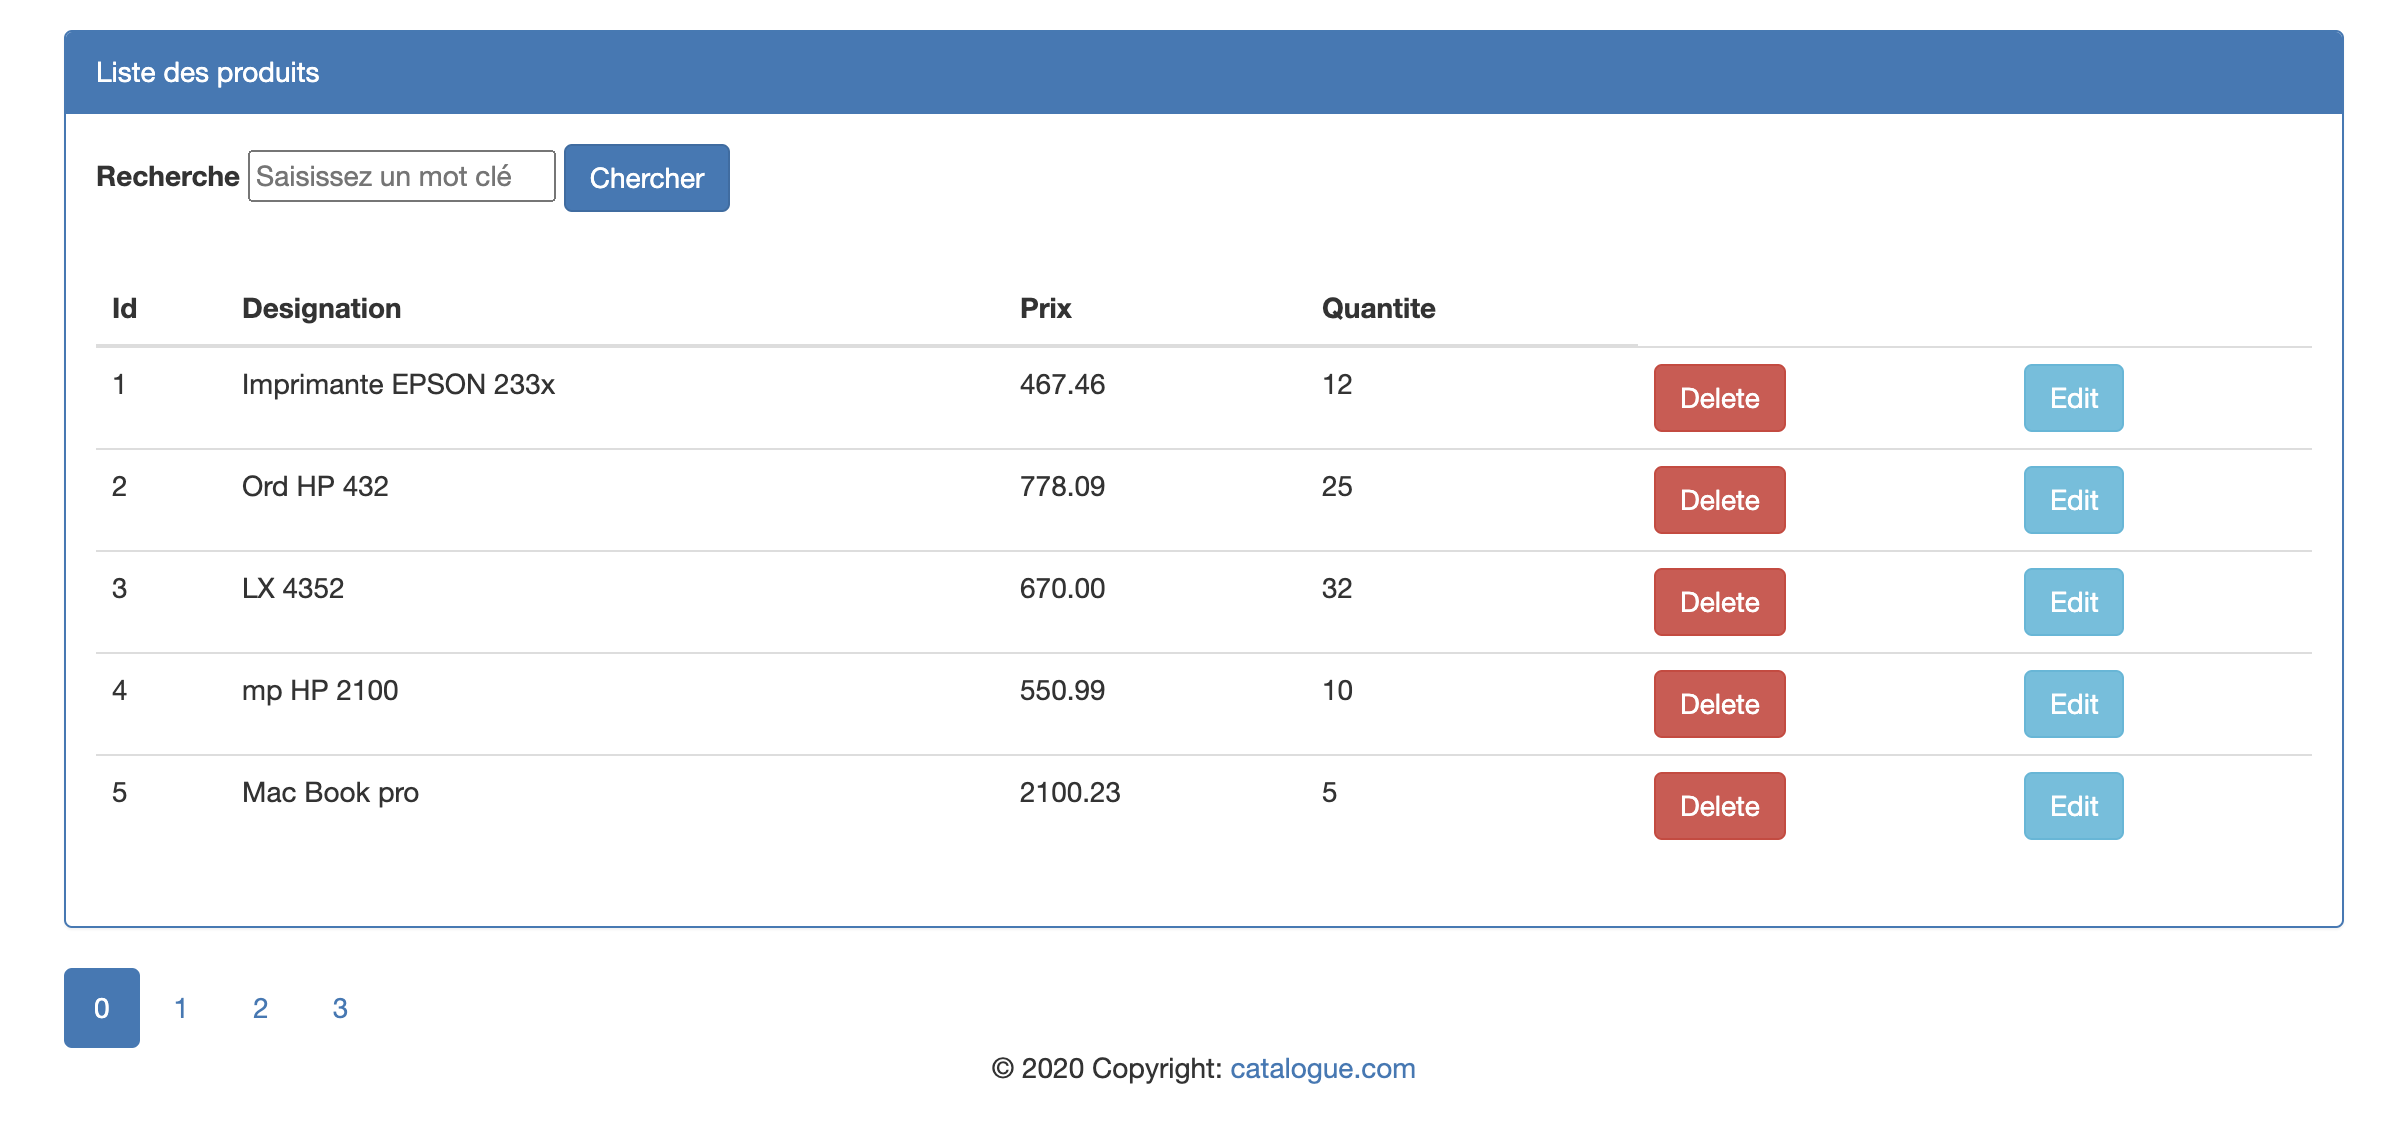 Liste des produits
Recherche Saisissez un mot clé Chercher
Id Designation Prix Quantite
1 Imprimante EPSON 233x 467.46 12 Delete Edit
2 Ord HP 432 778.09 25 Delete Edit
3 LX 4352 670.00 32 Delete Edit
4 mp HP 2100 550.99 10 Delete Edit
5 Mac Book pro 2100.23 5 Delete Edit
0 1 2 3
© 2020 Copyright: catalogue.com